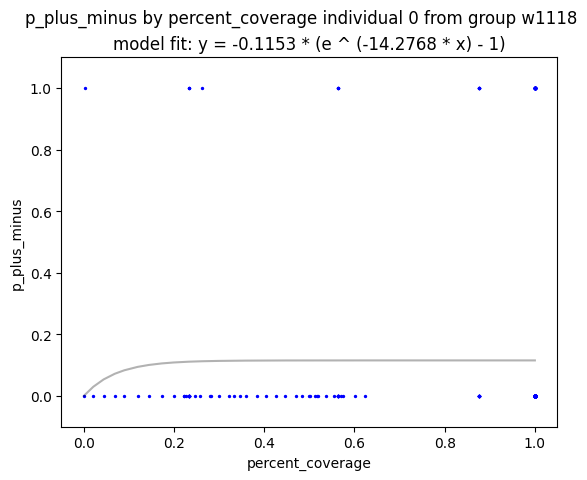 p_plus_minus by percent_coverage individual 0 from group w1118
model fit: y = -0.1153 * (e ^ (-14.2768 * x) - 1)
1.0
0.8
0.6
0.4
0.2
0.0
p_plus_minus
0.0 0.2 0.4 0.6 0.8 1.0
percent_coverage